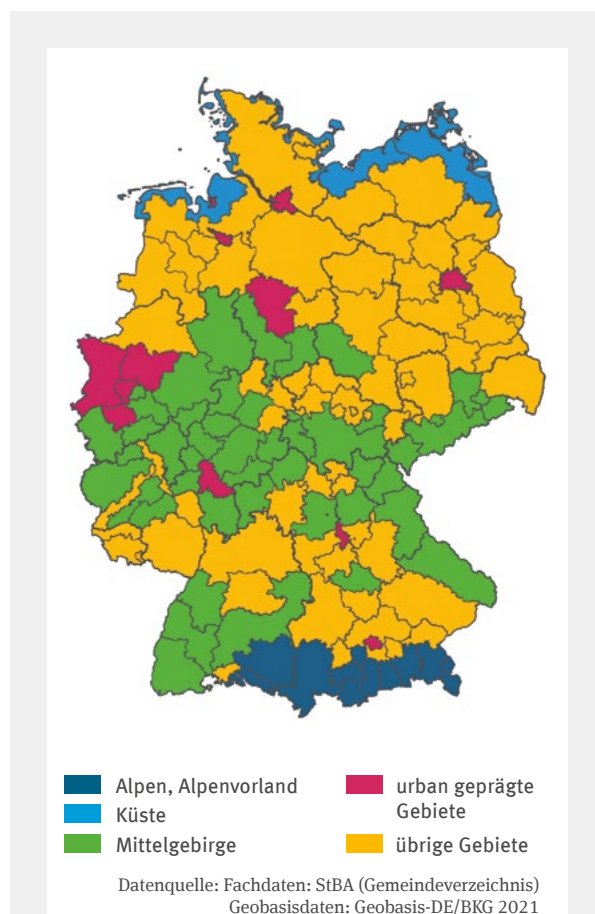 Alpen, Alpenvorland
Küste
Mittelgebirge
urban geprägte
Gebiete
übrige Gebiete
Datenquelle: Fachdaten: StBA (Gemeindeverzeichnis)
Geobasisdaten: Geobasis-DE/BKG 2021